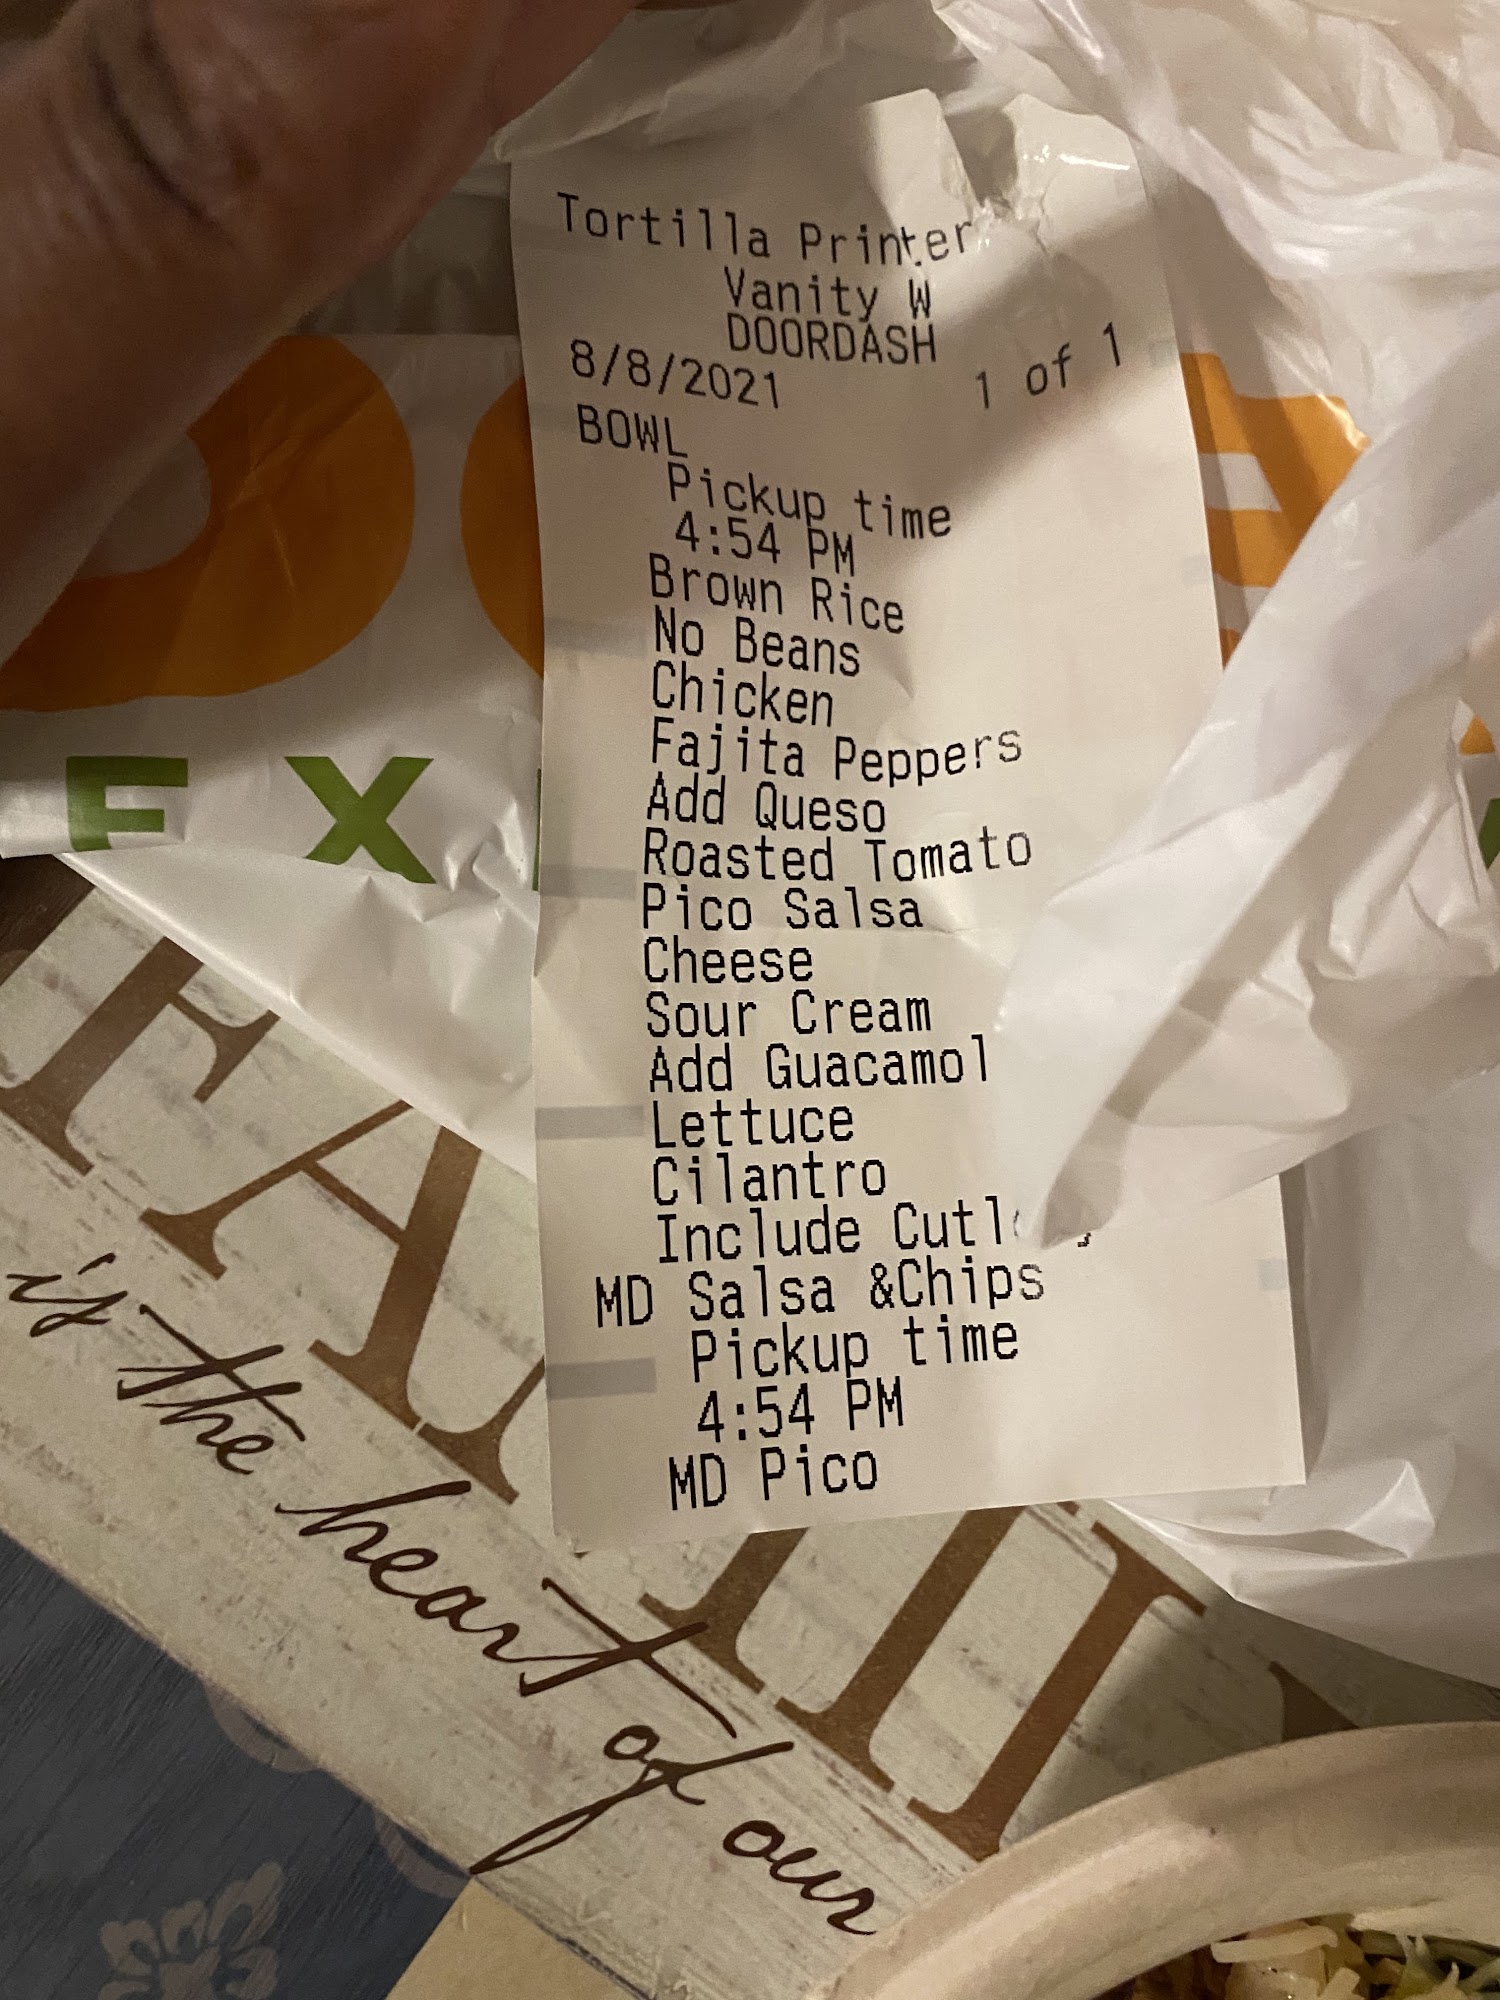 Tortilla Printer
Vanity W
DOORDASH
8/8/2021 1 of 1
BOWL
Pickup time
4:54 PM
Brown Rice
No Beans
Chicken
Fajita Peppers
Add Queso
Roasted Tomato
Pico Salsa
Cheese
Sour Cream
Add Guacamol
Lettuce
Cilantro
Include
MD Salsa &Chips
Pickup time
4:54 PM
MD Pico
EX
is the heart of our